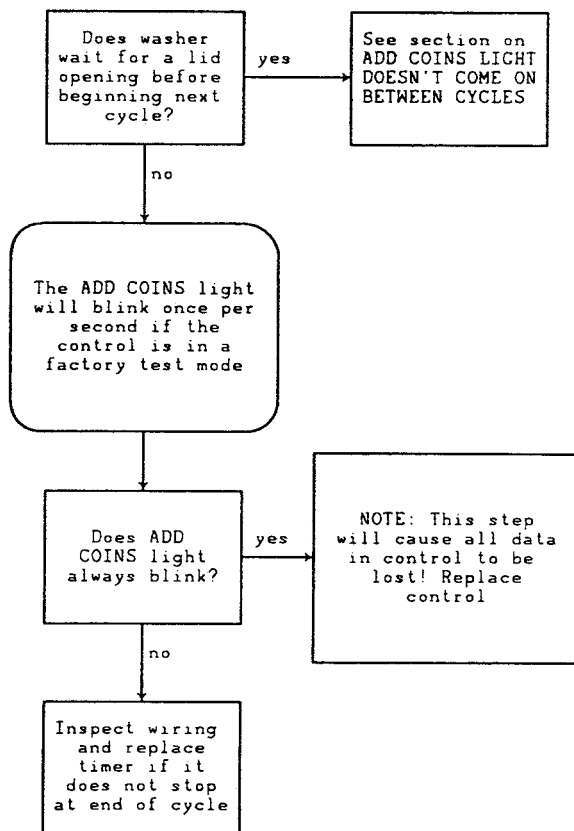 Does washer
wait for a lid
opening before
beginning next
cycle?
yes
See section on
ADD COINS LIGHT
DOESN'T COME ON
BETWEEN CYCLES
no
The ADD COINS light
will blink once per
second if the
control is in a
factory test mode
Does ADD
COINS light
always blink?
yes
NOTE: This step
will cause all data
in control to be
lost! Replace
control
no
Inspect wiring
and replace
timer if it
does not stop
at end of cycle